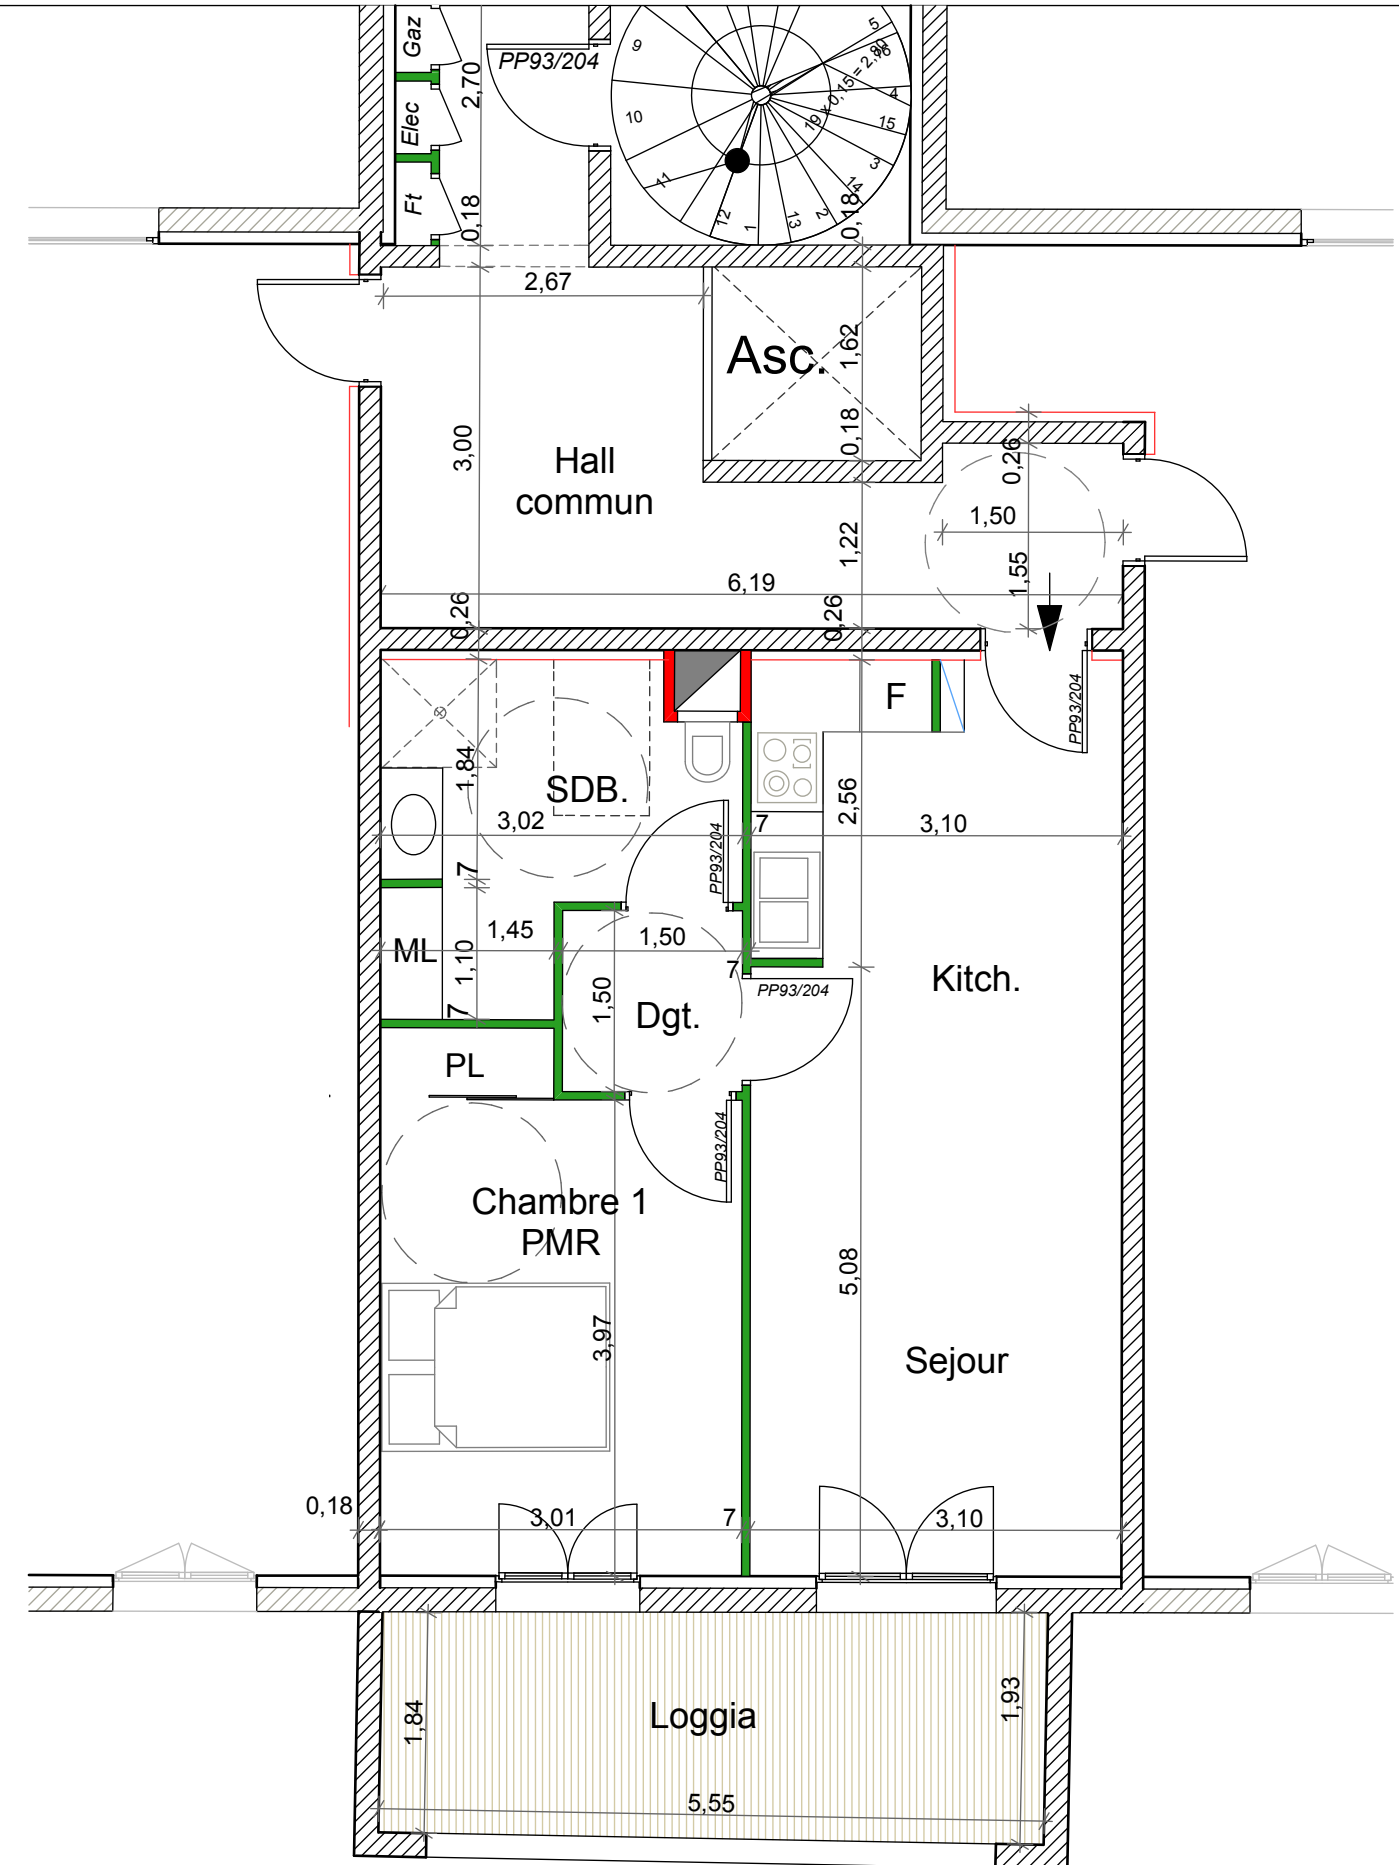 Gaz
PP93/204
9
5
16
19 x 0,15 = 2,80
2,70
10
4
15
Elec
3
11
14
Ft
0,18
12
1
13
2
0,18
2,67
Asc.
1,62
3,00
0,18
Hall
commun
0,26
1,50
1,22
1,55
6,19
0,26
0,26
F
PP93/204
1,84
SDB.
2,56
3,02
7
3,10
PP93/204
7
1,45
1,50
ML
1,10
7
Kitch.
PP93/204
1,50
Dgt.
7
PL
PP93/204
Chambre 1
PMR
5,08
3,97
Sejour
0,18
3,01
7
3,10
1,84
Loggia
1,93
5,55